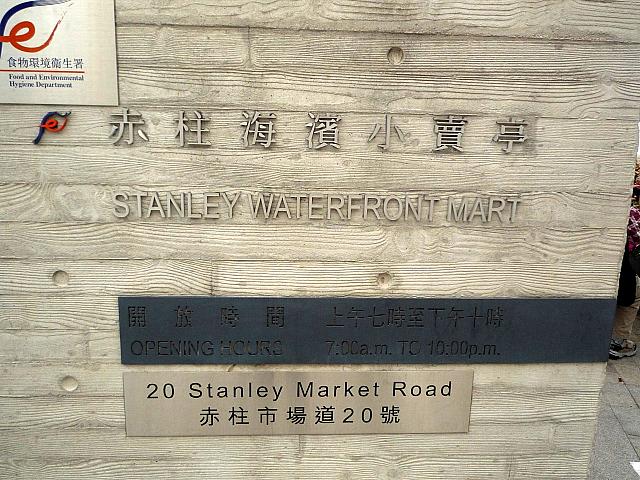 食物環境衞生署
Food and Environmental
Hygiene Department
赤柱海濱小賣亭
STANLEY WATERFRONT MART
開放時間 上午七時至下午十時
OPENING HOURS 7:00a.m. TO 10:00p.m.
20 Stanley Market Road
赤柱市場道20號